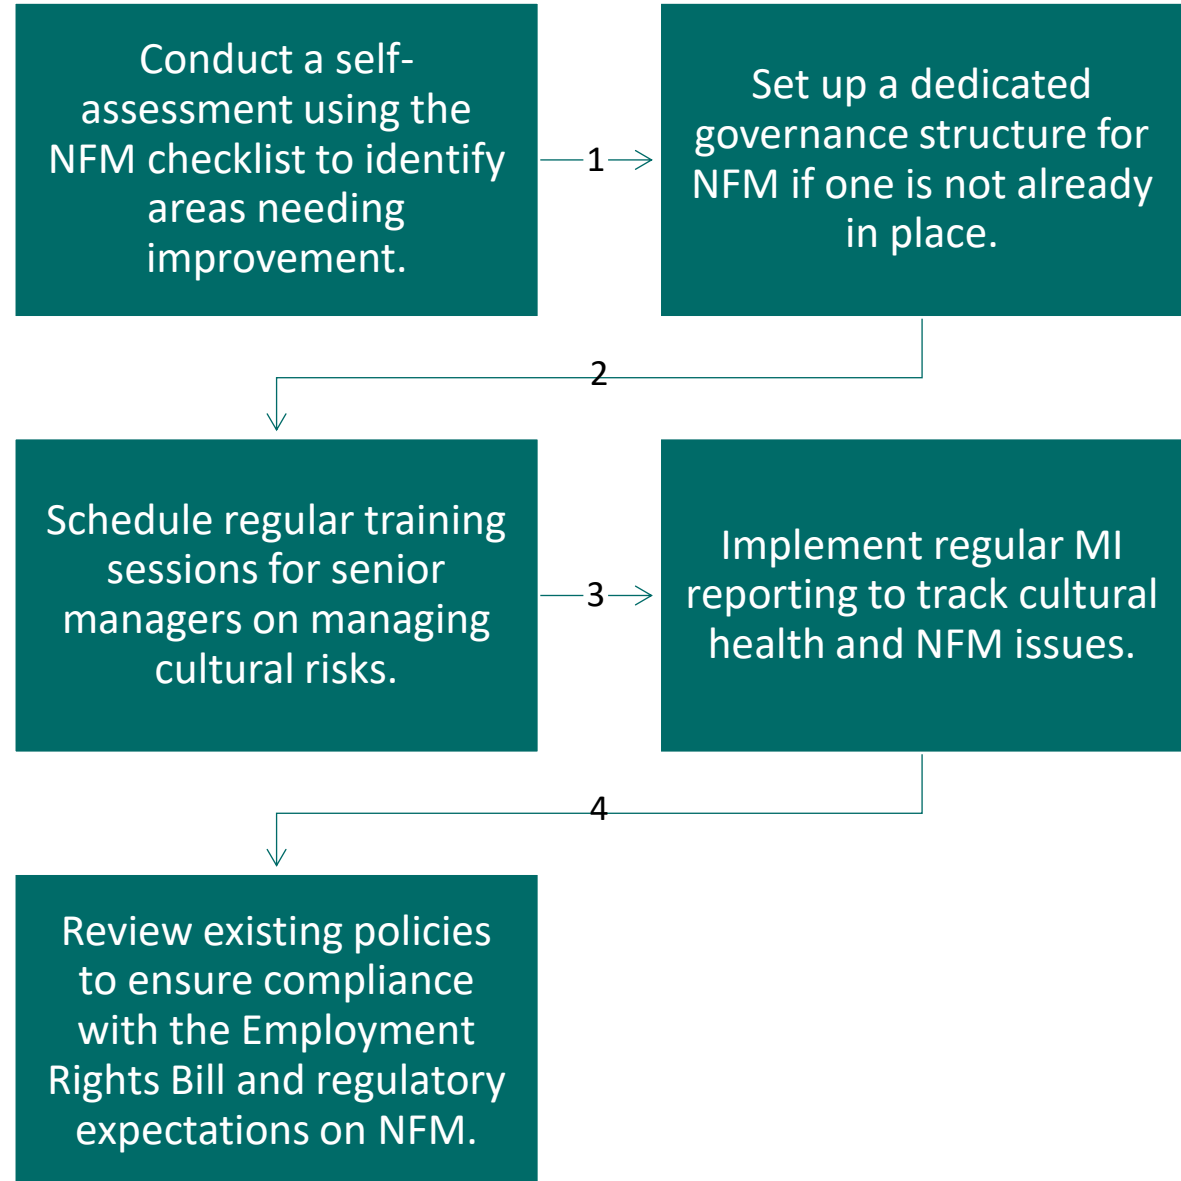 Conduct a self-
assessment using the
NFM checklist to identify
areas needing
improvement.
1
Set up a dedicated
governance structure for
NFM if one is not already
in place.
2
Schedule regular training
sessions for senior
managers on managing
cultural risks.
3
Implement regular MI
reporting to track cultural
health and NFM issues.
4
Review existing policies
to ensure compliance
with the Employment
Rights Bill and regulatory
expectations on NFM.